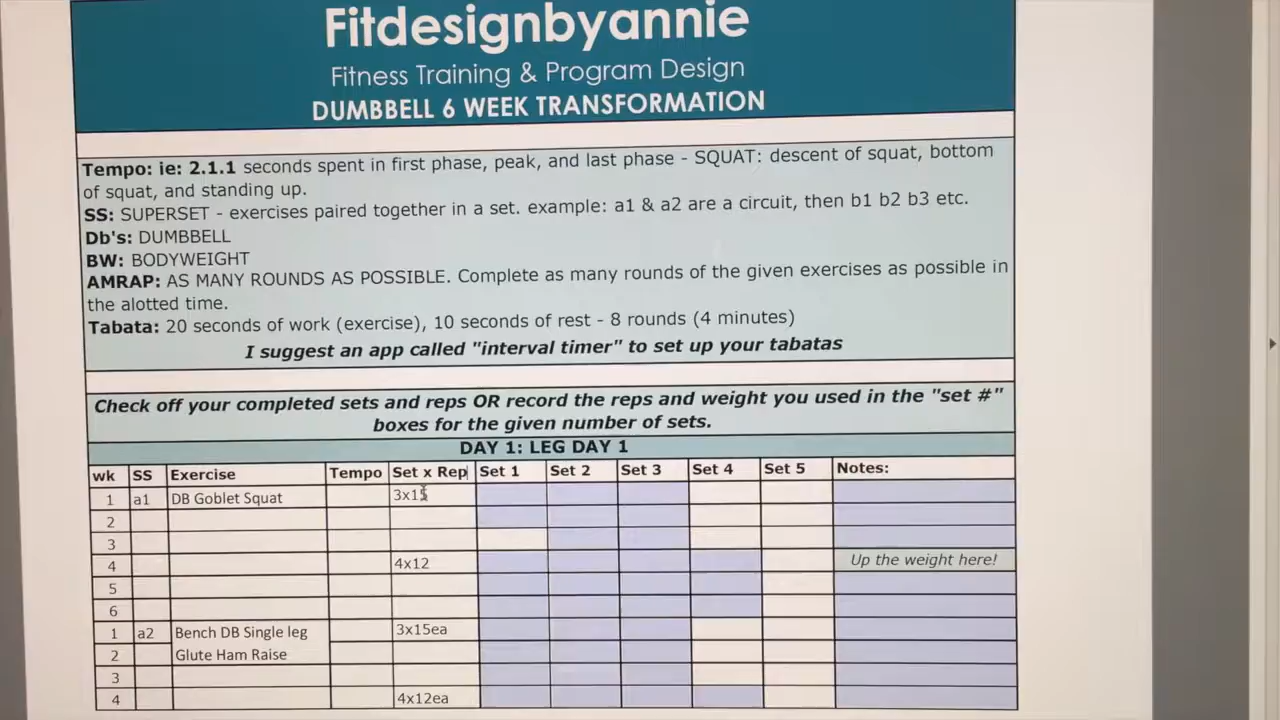 Fitdesignbyannie
Fitness Training & Program Design
DUMBBELL 6 WEEK TRANSFORMATION
Tempo: ie: 2.1.1 seconds spent in first phase, peak, and last phase - SQUAT: descent of squat, bottom
of squat, and standing up.
SS: SUPERSET - exercises paired together in a set. example: a1 & a2 are a circuit, then b1 b2 b3 etc.
Db's: DUMBBELL
BW: BODYWEIGHT
AMRAP: AS MANY ROUNDS AS POSSIBLE. Complete as many rounds of the given exercises as possible in
the alotted time.
Tabata: 20 seconds of work (exercise), 10 seconds of rest - 8 rounds (4 minutes)
I suggest an app called "interval timer" to set up your tabatas
Check off your completed sets and reps OR record the reps and weight you used in the "set #"
boxes for the given number of sets.
DAY 1: LEG DAY 1
wk SS Exercise Tempo Set x Rep Set 1 Set 2 Set 3 Set 4 Set 5 Notes:
1 a1 DB Goblet Squat 3x15
2
3
4 4x12 Up the weight here!
5
6
1 a2 Bench DB Single leg 3x15ea
2 Glute Ham Raise
3
4 4x12ea